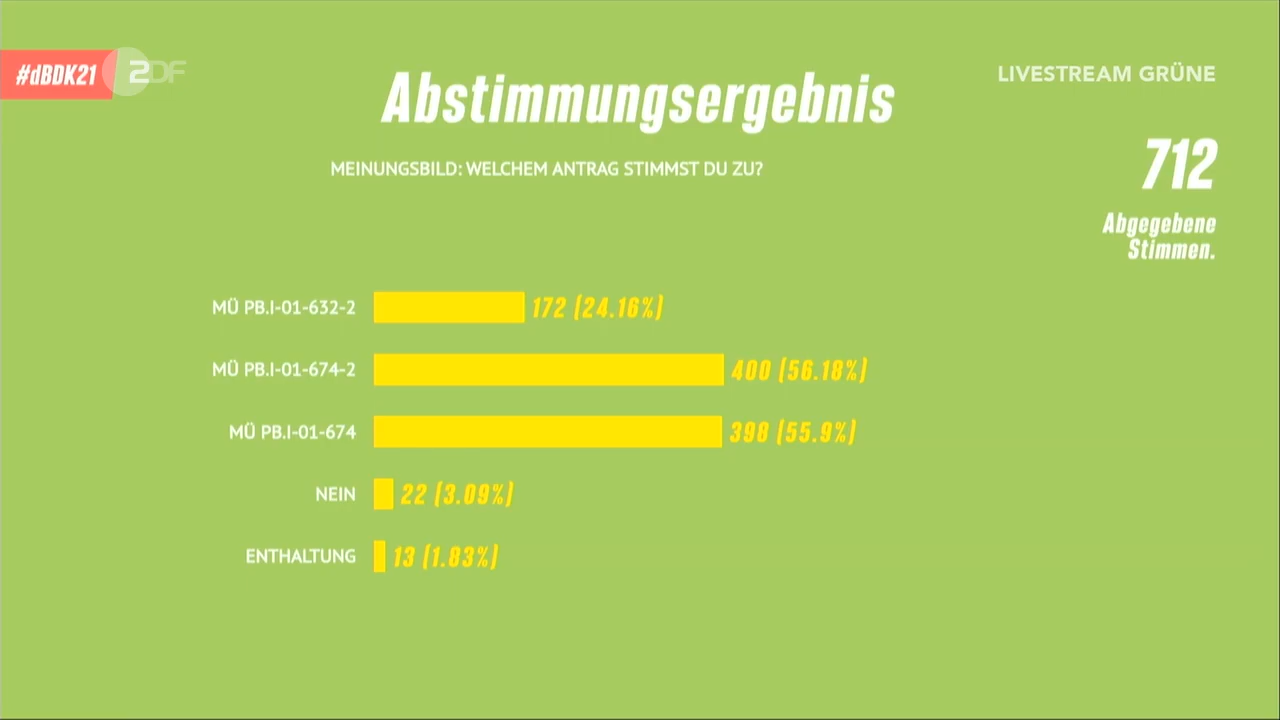 #dBDK21
ZDF
LIVESTREAM GRÜNE
Abstimmungsergebnis
MEINUNGSBILD: WELCHEM ANTRAG STIMMST DU ZU?
712
Abgegebene
Stimmen.
MÜ PB.I-01-632-2 172 (24.16%)
MÜ PB.I-01-674-2 400 (56.18%)
MÜ PB.I-01-674 398 (55.9%)
NEIN 22 (3.09%)
ENTHALTUNG 13 (1.83%)